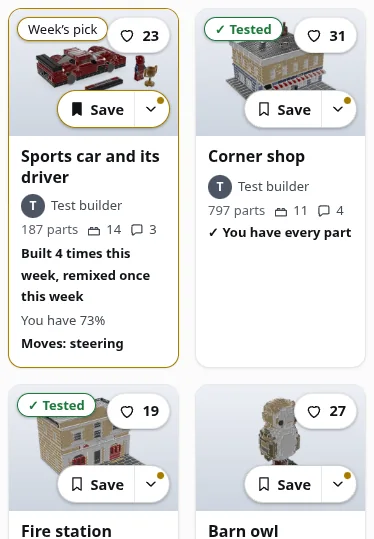 Week's pick
23
Save
Sports car and its
driver
T Test builder
187 parts 14 3
Built 4 times this
week, remixed once
this week
You have 73%
Moves: steering
✓ Tested
31
Save
Corner shop
T Test builder
797 parts 11 4
✓ You have every part
✓ Tested
19
Save
Fire station
27
Save
Barn owl